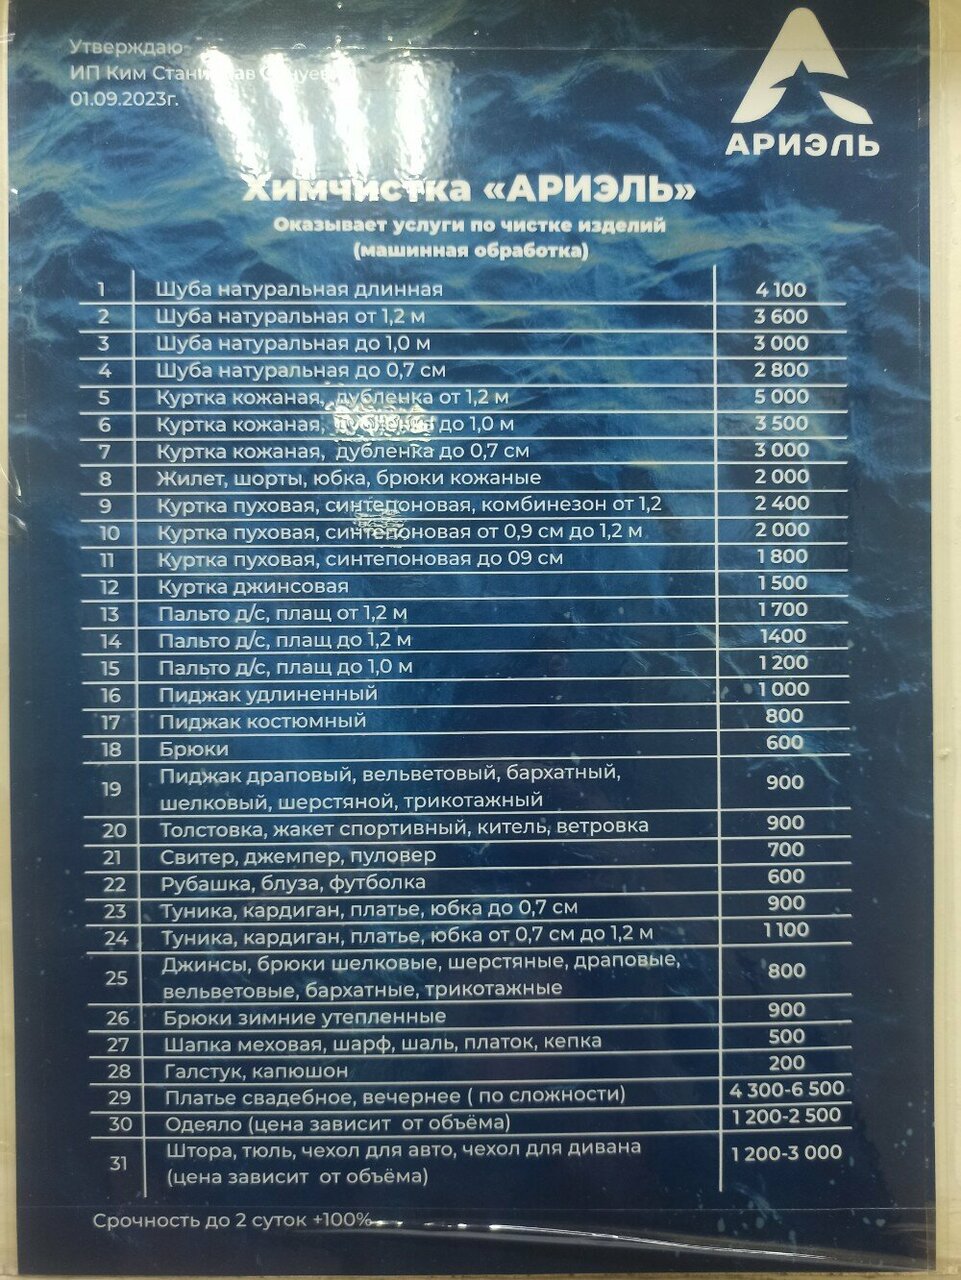 Утверждаю
ИП Ким Станислав
01.09.2023г.
АРИЭЛЬ
Химчистка «АРИЭЛЬ»
Оказывает услуги по чистке изделий
(машинная обработка)
1 Шуба натуральная длинная 4 100
2 Шуба натуральная от 1,2 м 3 600
3 Шуба натуральная до 1,0 м 3 000
4 Шуба натуральная до 0,7 см 2 800
5 Куртка кожаная, дубленка от 1,2 м 5 000
6 Куртка кожаная, дубленка до 1,0 м 3 500
7 Куртка кожаная, дубленка до 0,7 см 3 000
8 Жилет, шорты, юбка, брюки кожаные 2 000
9 Куртка пуховая, синтепоновая, комбинезон от 1,2 2 400
10 Куртка пуховая, синтепоновая от 0,9 см до 1,2 м 2 000
11 Куртка пуховая, синтепоновая до 09 см 1 800
12 Куртка джинсовая 1 500
13 Пальто д/с, плащ от 1,2 м 1 700
14 Пальто д/с, плащ до 1,2 м 1400
15 Пальто д/с, плащ до 1,0 м 1 200
16 Пиджак удлиненный 1 000
17 Пиджак костюмный 800
18 Брюки 600
19 Пиджак драповый, вельветовый, бархатный,
шелковый, шерстяной, трикотажный 900
20 Толстовка, жакет спортивный, китель, ветровка 900
21 Свитер, джемпер, пуловер 700
22 Рубашка, блуза, футболка 600
23 Туника, кардиган, платье, юбка до 0,7 см 900
24 Туника, кардиган, платье, юбка от 0,7 см до 1,2 м 1 100
25 Джинсы, брюки шелковые, шерстяные, драповые,
вельветовые, бархатные, трикотажные 800
26 Брюки зимние утепленные 900
27 Шапка меховая, шарф, шаль, платок, кепка 500
28 Галстук, капюшон 200
29 Платье свадебное, вечернее ( по сложности) 4 300-6 500
30 Одеяло (цена зависит от объёма) 1 200-2 500
31 Штора, тюль, чехол для авто, чехол для дивана
(цена зависит от объёма) 1 200-3 000
Срочность до 2 суток +100%